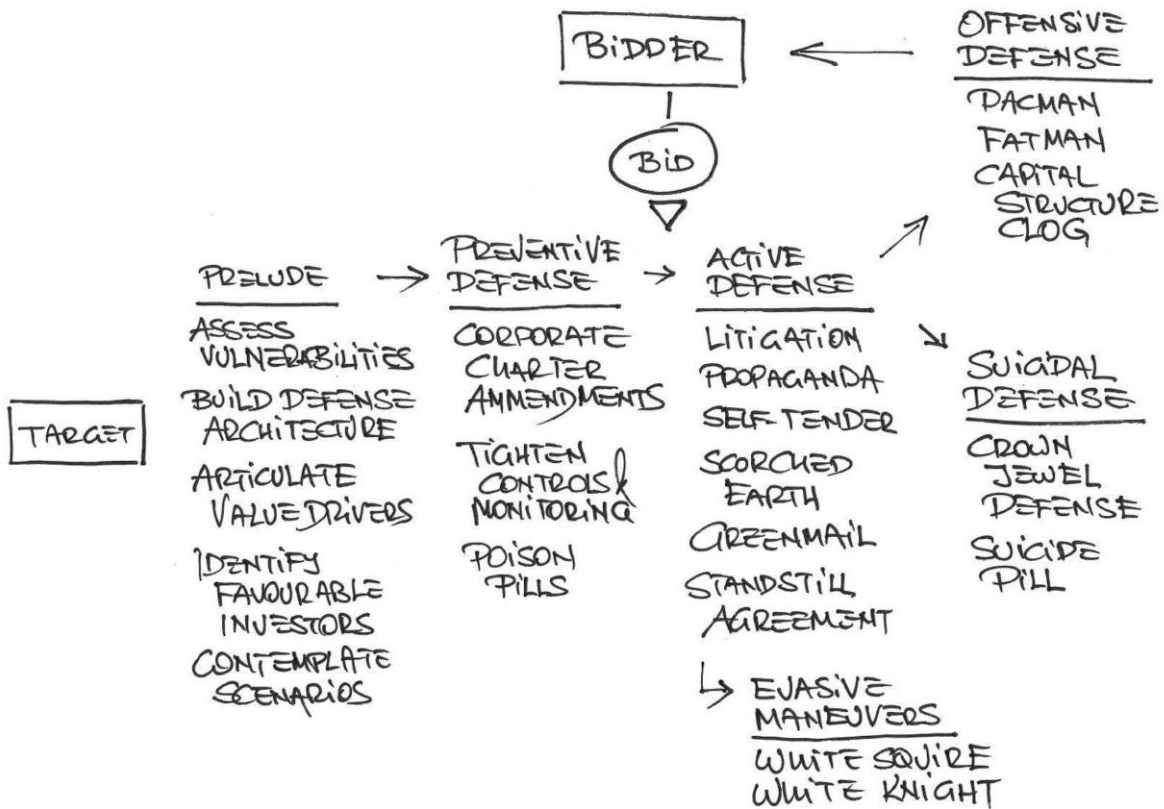 BiDDER
BiD
OFFENSiVE
DEFENSE
PACMAN
FATMAN
CAPiTAL
STRUCTURE
CLOG
TARGET
PRELUDE
ASSESS
VULNERABiLiTiES
BUiLD DEFENSE
ARCHiTECTURE
ARTiCULATE
VALUE DRiVERS
IDENTiFY
FAVOURABLE
INVESTORS
CONTEMPLATE
SCENARiOS
PREVENTiVE
DEFENSE
CORPORATE
CHARTER
AMMENDMENTS
TiGHTEN
CONTROLS &
MONiTORiNG
POiSON
PiLLS
ACTiVE
DEFENSE
LiTiGATiON
PROPAGANDA
SELF-TENDER
SCORCHED
EARTH
GREENMAiL
STANDSTiLL
AGREEMENT
EVASiVE
MANEUVERS
WHiTE SQUiRE
WHiTE KNiGHT
SUiCiDAL
DEFENSE
CROWN
JEWEL
DEFENSE
SUiCiDE
PiLL